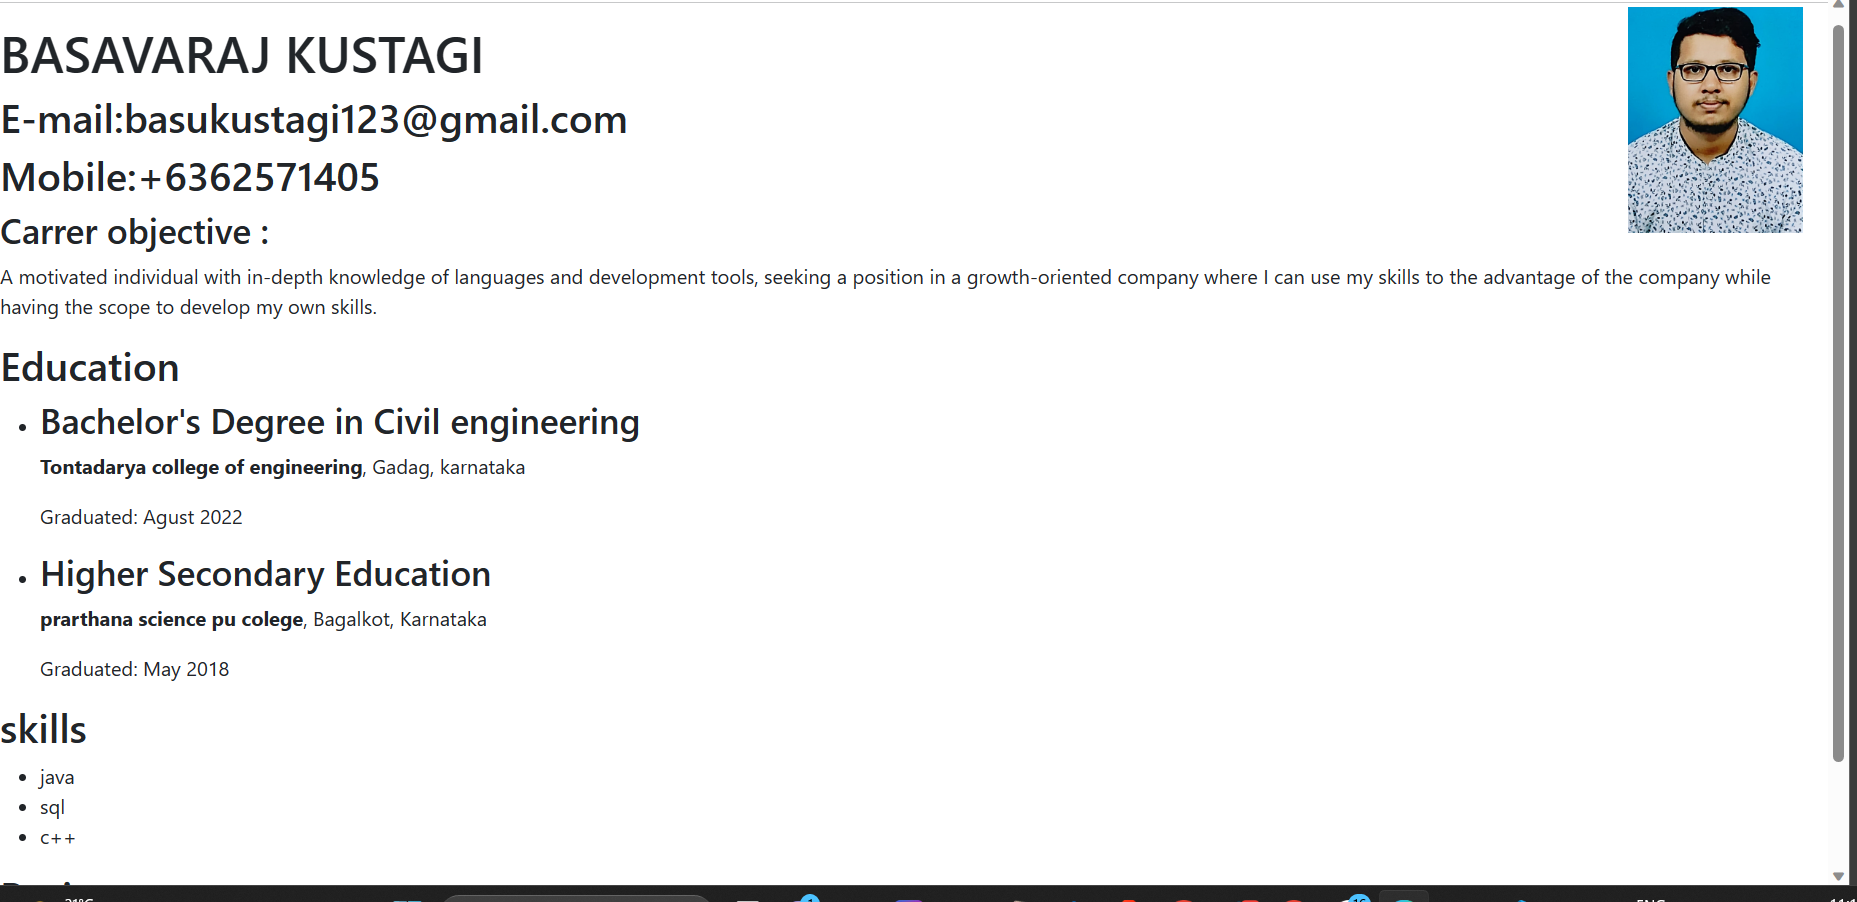 BASAVARAJ KUSTAGI
E-mail:basukustagi123@gmail.com
Mobile:+6362571405
Carrer objective :
A motivated individual with in-depth knowledge of languages and development tools, seeking a position in a growth-oriented company where I can use my skills to the advantage of the company while
having the scope to develop my own skills.
Education
Bachelor's Degree in Civil engineering
Tontadarya college of engineering, Gadag, karnataka
Graduated: Agust 2022
Higher Secondary Education
prarthana science pu colege, Bagalkot, Karnataka
Graduated: May 2018
skills
java
sql
c++